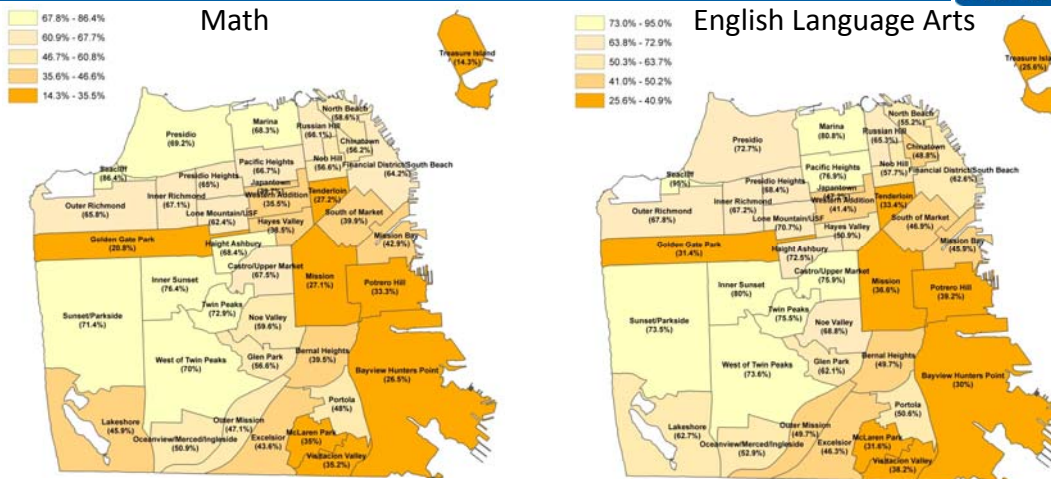 Math
67.8% - 86.4%
60.9% - 67.7%
46.7% - 60.8%
35.6% - 46.6%
14.3% - 35.5%
Treasure Island
(14.3%)
North Beach
(58.6%)
Marina
(68.3%)
Russian Hill
(66.1%)
Presidio
(69.2%)
Chinatown
(56.2%)
Pacific Heights
(66.7%)
Nob Hill
(56.6%)
Financial District/South Beach
(64.2%)
Seacliff
(86.4%)
Presidio Heights
(65%)
Japantown
Tenderloin
(27.2%)
Inner Richmond
(67.1%)
Western Addition
(35.5%)
Outer Richmond
(65.8%)
Lone Mountain/USF
(62.4%)
South of Market
(39.9%)
Hayes Valley
(36.5%)
Mission Bay
(42.9%)
Golden Gate Park
(20.8%)
Haight Ashbury
(68.4%)
Castro/Upper Market
(67.5%)
Mission
(27.1%)
Inner Sunset
(76.4%)
Potrero Hill
(33.3%)
Twin Peaks
(72.9%)
Sunset/Parkside
(71.4%)
Noe Valley
(59.6%)
West of Twin Peaks
(70%)
Glen Park
(56.6%)
Bernal Heights
(39.5%)
Bayview Hunters Point
(26.5%)
Portola
(48%)
Lakeshore
(45.9%)
Outer Mission
(47.1%)
McLaren Park
(35%)
Oceanview/Merced/Ingleside
(50.9%)
Excelsior
(43.6%)
Visitacion Valley
(35.2%)
English Language Arts
73.0% - 95.0%
63.8% - 72.9%
50.3% - 63.7%
41.0% - 50.2%
25.6% - 40.9%
Treasure Isla
(25.6%)
North Beach
(55.2%)
Marina
(80.8%)
Russian Hill
(65.3%)
Presidio
(72.7%)
Chinatown
(48.8%)
Pacific Heights
(76.9%)
Nob Hill
(57.7%)
Financial District/South Beach
(62.6%)
Seacliff
(95%)
Presidio Heights
(68.4%)
Japantown
Tenderloin
(33.4%)
Inner Richmond
(67.2%)
Western Addition
(41.4%)
Outer Richmond
(67.8%)
Lone Mountain/USF
(70.7%)
South of Market
(46.9%)
Hayes Valley
(50.9%)
Mission Bay
(45.9%)
Golden Gate Park
(31.4%)
Haight Ashbury
(72.5%)
Castro/Upper Market
(75.9%)
Mission
(36.6%)
Inner Sunset
(80%)
Potrero Hill
(39.2%)
Twin Peaks
(75.5%)
Sunset/Parkside
(73.5%)
Noe Valley
(68.8%)
West of Twin Peaks
(73.6%)
Glen Park
(62.1%)
Bernal Heights
(49.7%)
Bayview Hunters Point
(30%)
Portola
(50.6%)
Lakeshore
(62.7%)
Outer Mission
(49.7%)
McLaren Park
(31.6%)
Oceanview/Merced/Ingleside
(52.9%)
Excelsior
(46.3%)
Visitacion Valley
(38.2%)